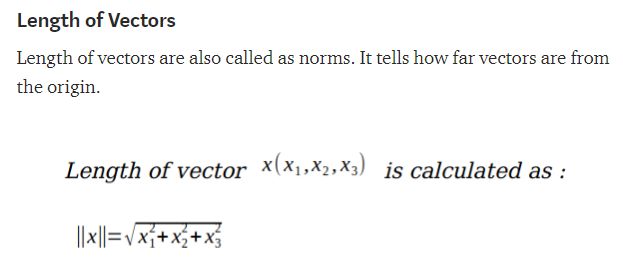 Length of Vectors
Length of vectors are also called as norms. It tells how far vectors are from
the origin.
Length of vector x(x₁,x₂,x₃) is calculated as :
||x||=√x₁²+x₂²+x₃²